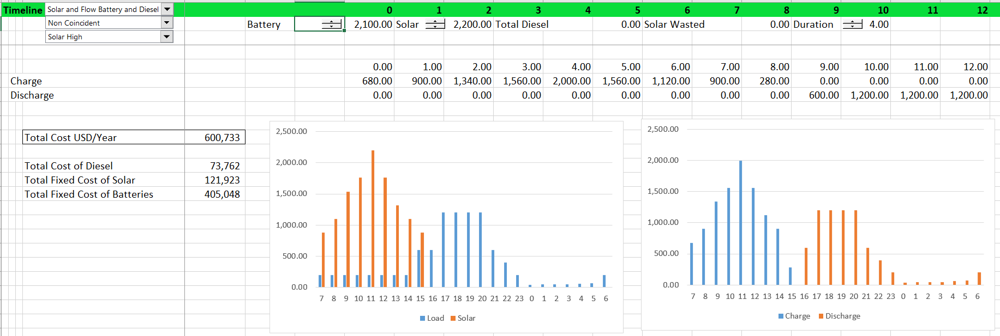 Timeline Solar and Flow Battery and Diesel 0 1 2 3 4 5 6 7 8 9 10 11 12
Non Coincident Battery 2,100.00 Solar 2,200.00 Total Diesel 0.00 Solar Wasted 0.00 Duration 4.00
Solar High
0.00 1.00 2.00 3.00 4.00 5.00 6.00 7.00 8.00 9.00 10.00 11.00 12.00
Charge 680.00 900.00 1,340.00 1,560.00 2,000.00 1,560.00 1,120.00 900.00 280.00 0.00 0.00 0.00 0.00
Discharge 0.00 0.00 0.00 0.00 0.00 0.00 0.00 0.00 0.00 600.00 1,200.00 1,200.00 1,200.00
Total Cost USD/Year 600,733
Total Cost of Diesel 73,762
Total Fixed Cost of Solar 121,923
Total Fixed Cost of Batteries 405,048
2,500.00
2,000.00
1,500.00
1,000.00
500.00
0.00
7 8 9 10 11 12 13 14 15 16 17 18 19 20 21 22 23 0 1 2 3 4 5 6
Load Solar
2,500.00
2,000.00
1,500.00
1,000.00
500.00
0.00
7 8 9 10 11 12 13 14 15 16 17 18 19 20 21 22 23 0 1 2 3 4 5 6
Charge Discharge